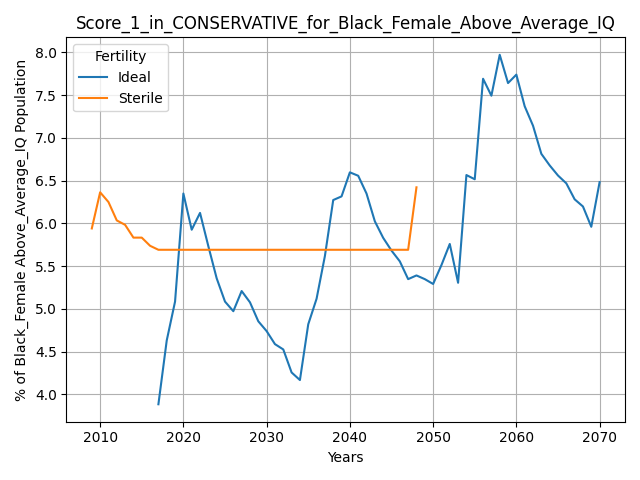 Score_1_in_CONSERVATIVE_for_Black_Female_Above_Average_IQ
Fertility
Ideal
Sterile
% of Black_Female Above_Average_IQ Population
8.0
7.5
7.0
6.5
6.0
5.5
5.0
4.5
4.0
2010 2020 2030 2040 2050 2060 2070
Years